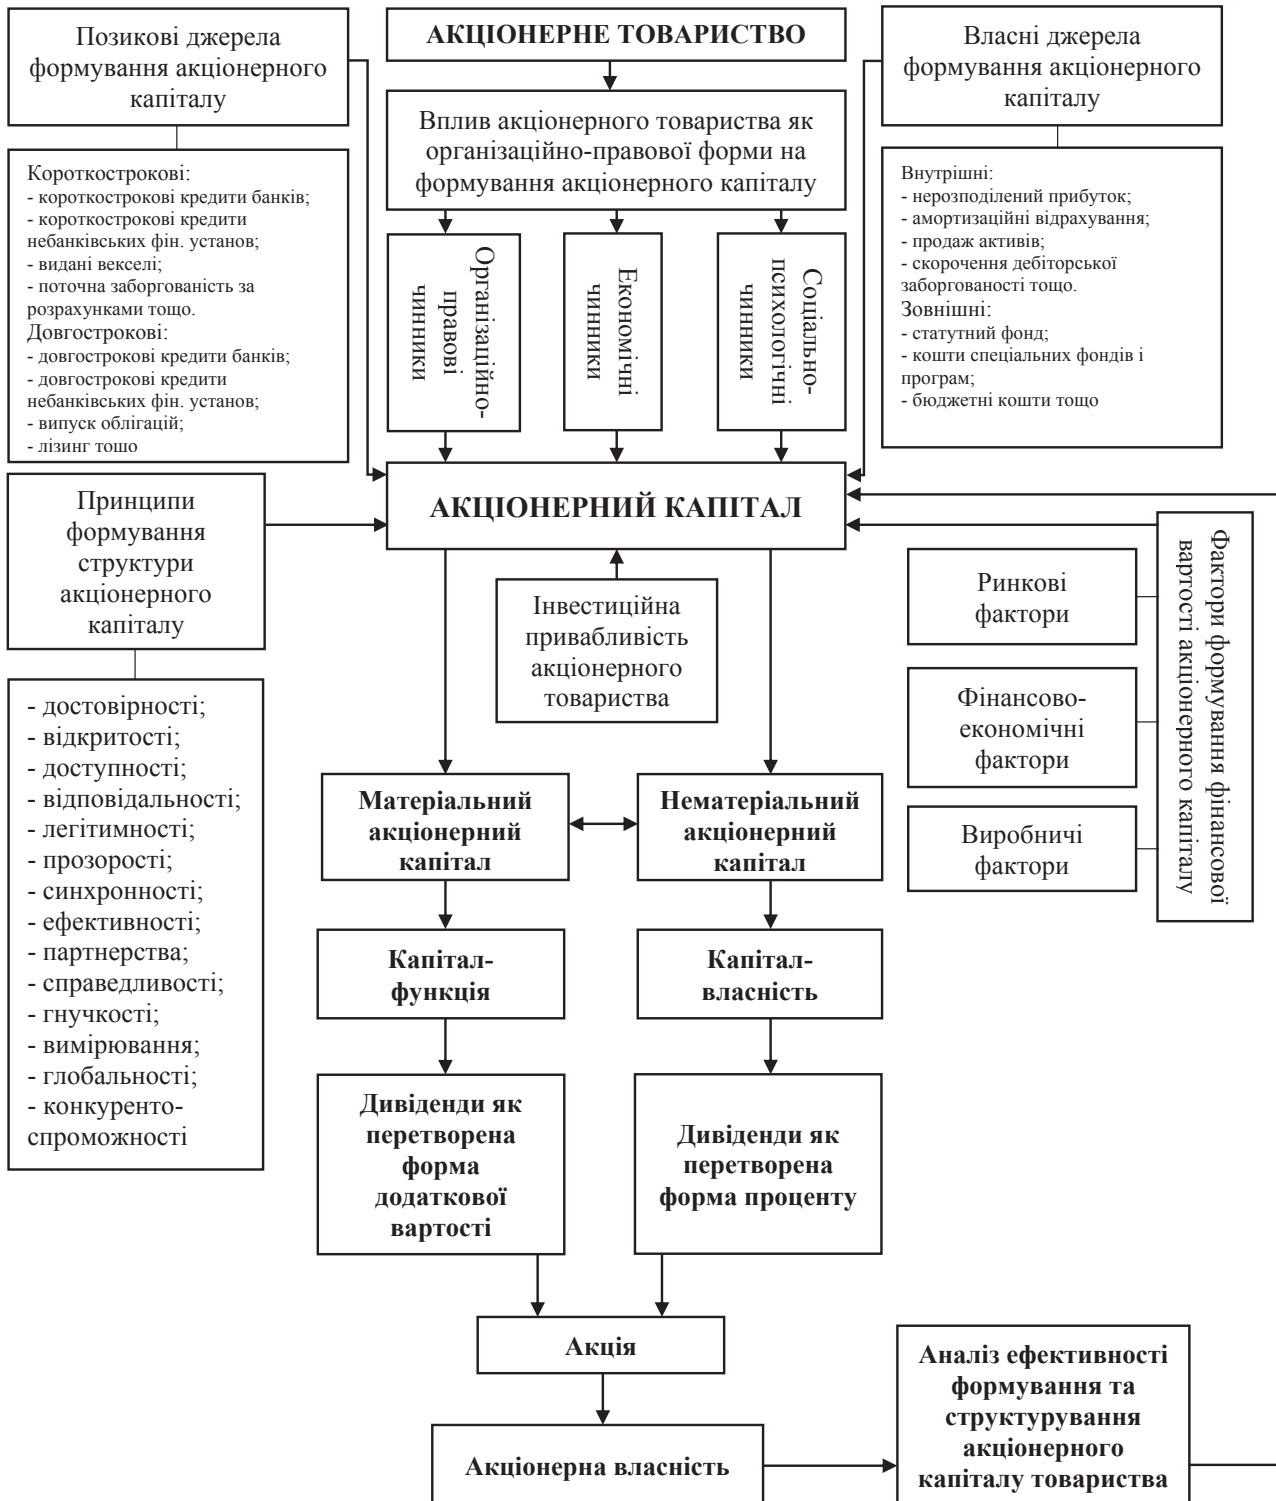 Позикові джерела
формування акціонерного
капіталу
АКЦІОНЕРНЕ ТОВАРИСТВО
Власні джерела
формування акціонерного
капіталу
Вплив акціонерного товариства як
організаційно-правової форми на
формування акціонерного капіталу
Короткострокові:
- короткострокові кредити банків;
- короткострокові кредити
небанківських фін. установ;
- видані векселі;
- поточна заборгованість за
розрахунками тощо.
Довгострокові:
- довгострокові кредити банків;
- довгострокові кредити
небанківських фін. установ;
- випуск облігацій;
- лізинг тошо
Організаційно-
правові
чинники
Економічні
чинники
Соціально-
психологічні
чинники
Внутрішні:
- нерозподілений прибуток;
- амортизаційні відрахування;
- продаж активів;
- скорочення дебіторської
заборгованості тощо.
Зовнішні:
- статутний фонд;
- кошти спеціальних фондів і
програм;
- бюджетні кошти тощо
АКЦІОНЕРНИЙ КАПІТАЛ
Принципи
формування
структури
акціонерного
капіталу
Інвестиційна
привабливість
акціонерного
товариства
Ринкові
фактори
Фінансово-
економічні
фактори
Виробничі
фактори
Фактори формування фінансової
вартості акціонерного капіталу
- достовірності;
- відкритості;
- доступності;
- відповідальності;
- легітимності;
- прозорості;
- синхронності;
- ефективності;
- партнерства;
- справедливості;
- гнучкості;
- вимірювання;
- глобальності;
- конкуренто-
спроможності
Матеріальний
акціонерний
капітал
Нематеріальний
акціонерний
капітал
Капітал-
функція
Капітал-
власність
Дивіденди як
перетворена
форма
додаткової
вартості
Дивіденди як
перетворена
форма проценту
Акція
Акціонерна власність
Аналіз ефективності
формування та
структурування
акціонерного
капіталу товариства